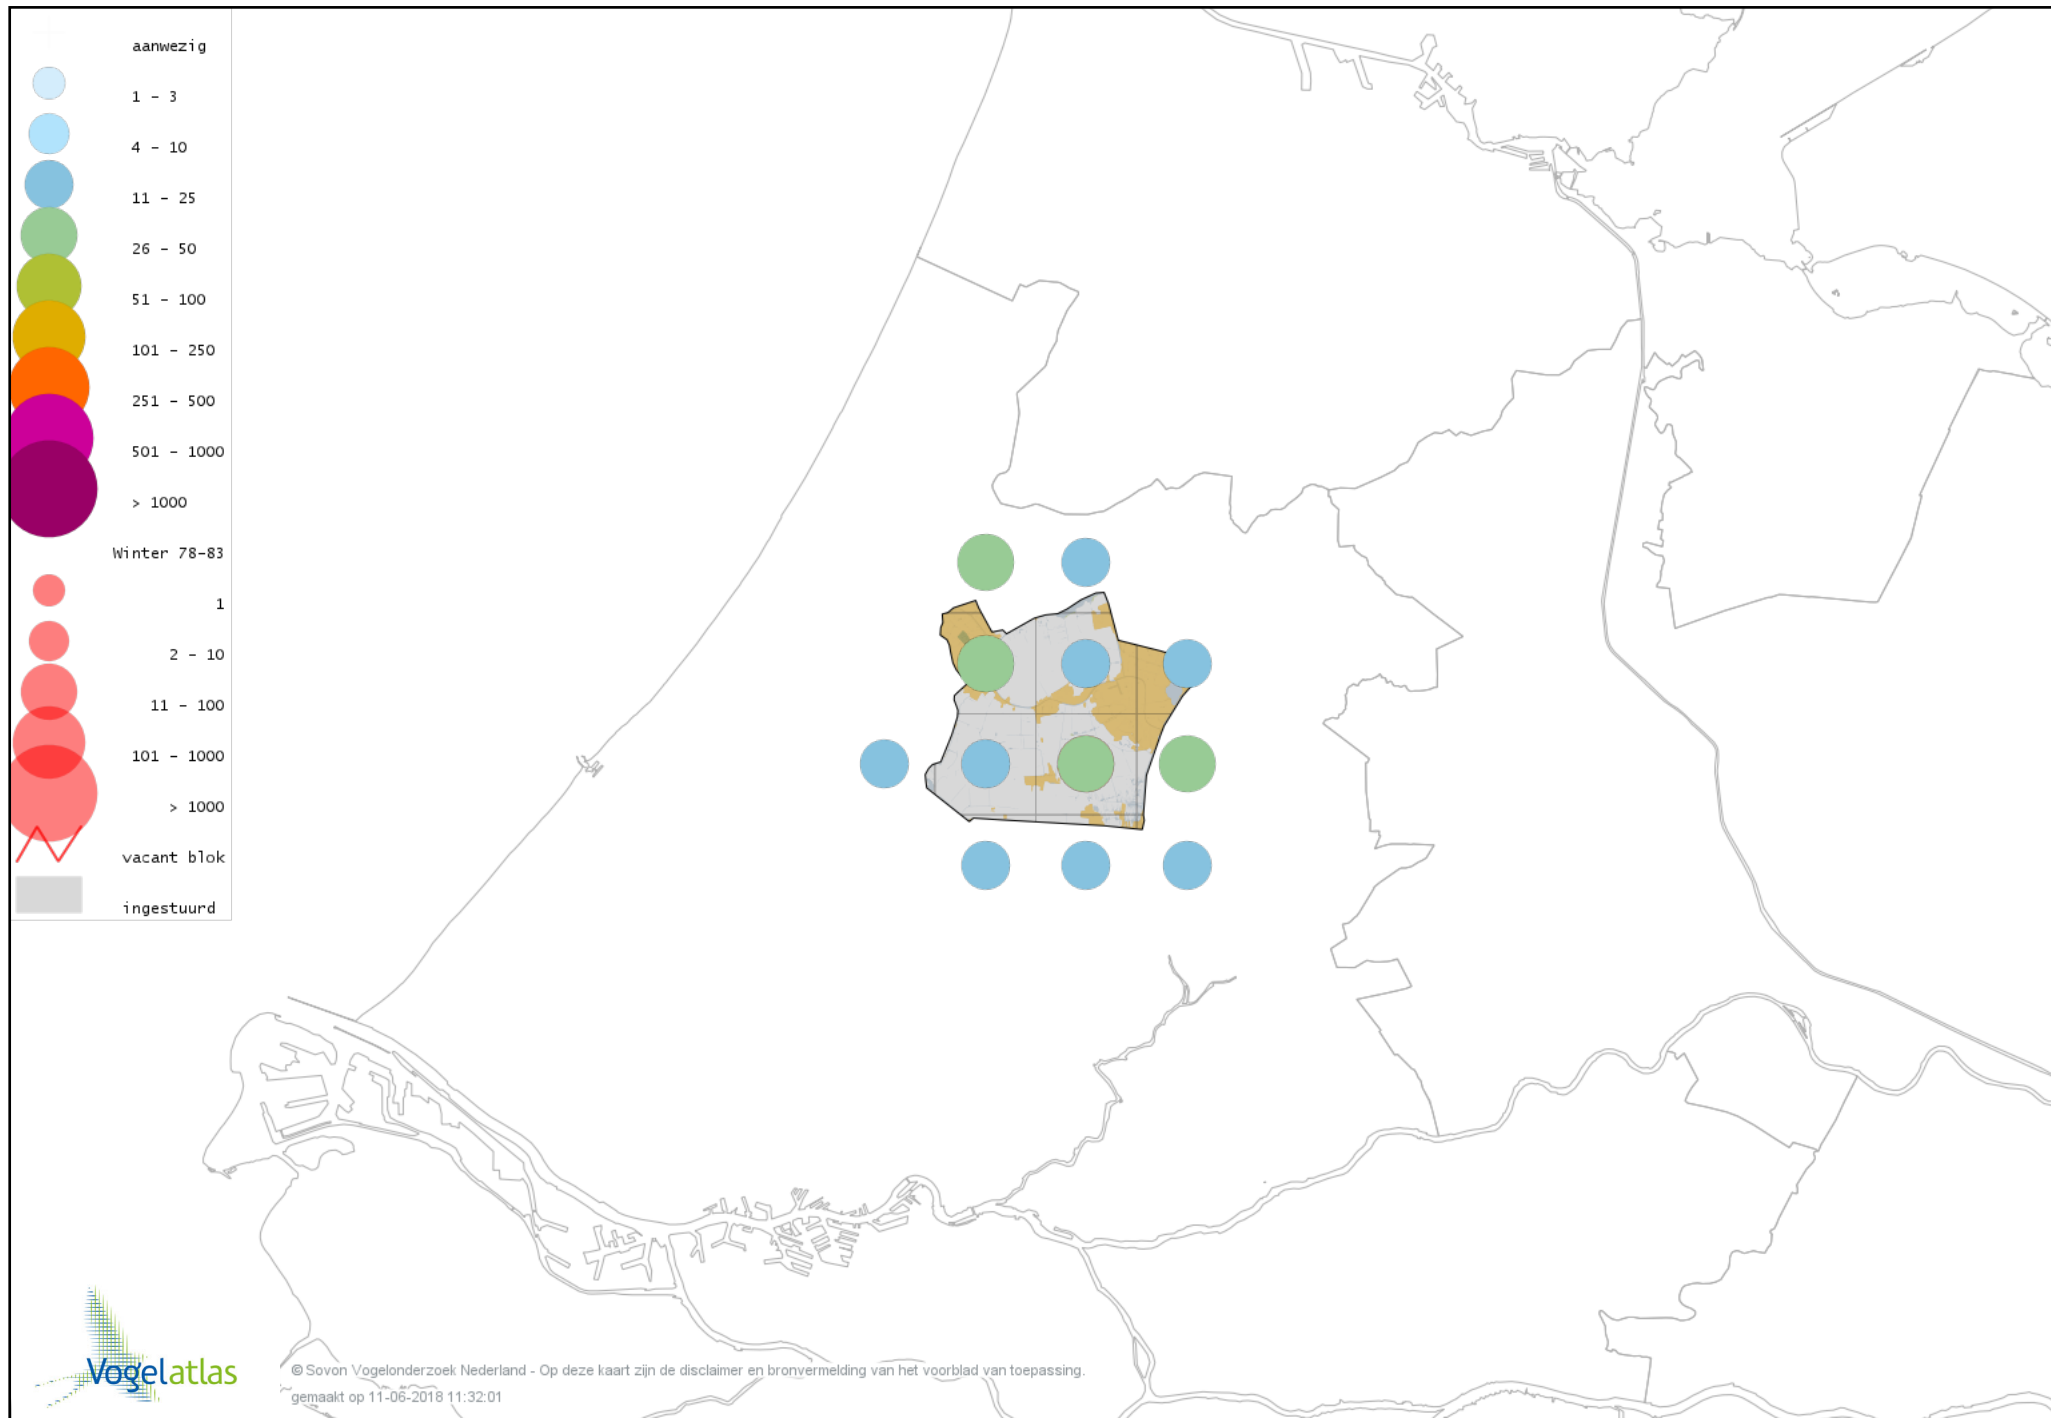 aanwezig
1 - 3
4 - 10
11 - 25
26 - 50
51 - 100
101 - 250
251 - 500
501 - 1000
> 1000
Winter 78-83
1
2 - 10
11 - 100
101 - 1000
> 1000
vacant blok
ingestuurd
Vogelatlas
© Sovon Vogelonderzoek Nederland - Op deze kaart zijn de disclaimer en bronvermelding van het voorblad van toepassing.
gemaakt op 11-06-2018 11:32:01